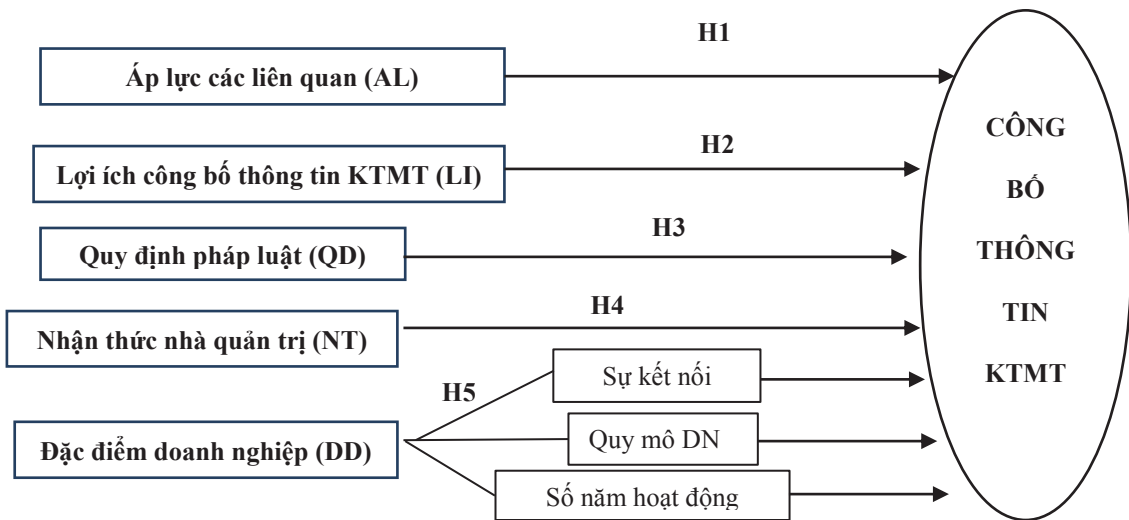 H1
Áp lực các liên quan (AL)
H2
Lợi ích công bố thông tin KTMT (LI)
H3
Quy định pháp luật (QD)
H4
Nhận thức nhà quản trị (NT)
H5
Đặc điểm doanh nghiệp (DD)
Sự kết nối
Quy mô DN
Số năm hoạt động
CÔNG
BỐ
THÔNG
TIN
KTMT